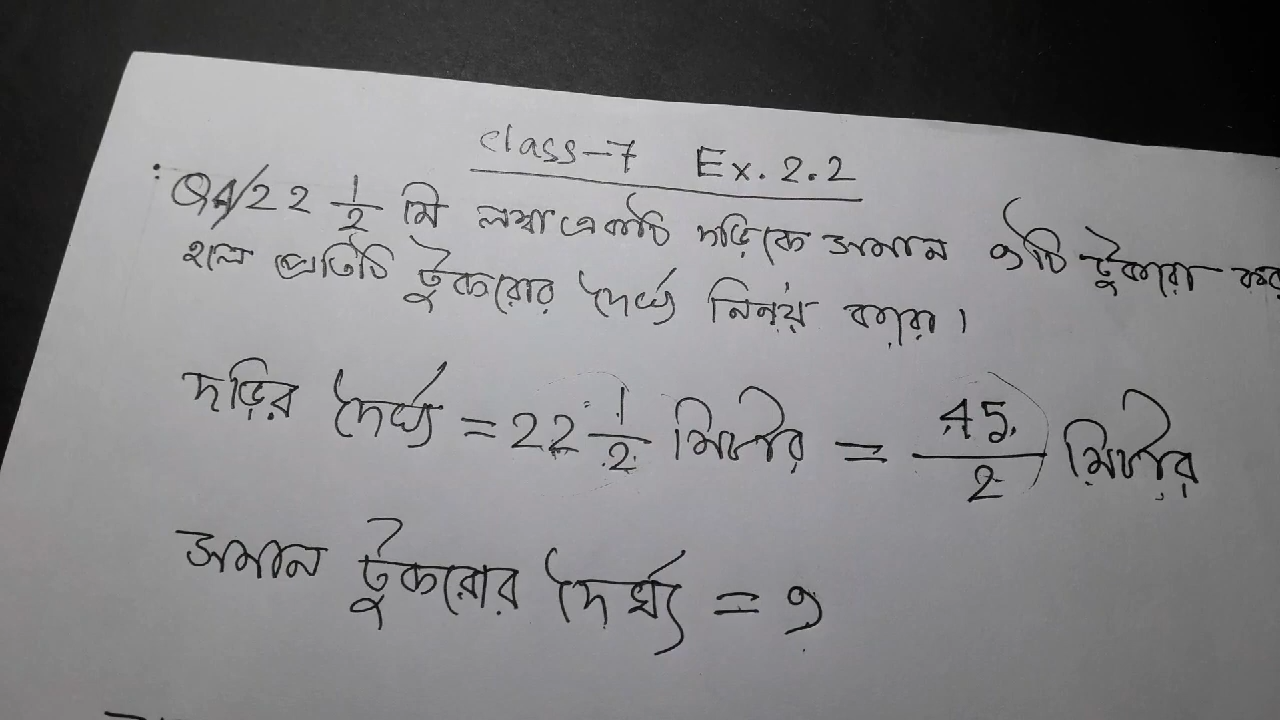 class-7 Ex. 2.2
Q4/ 22 1/2 মি লম্বা একটি দড়িকে সমান 9টি টুকরো করা
হলে প্রতিটি টুকরোর দৈর্ঘ্য নির্ণয় করো।
দড়ির দৈর্ঘ্য = 22 1/2 মিটার = 45/2 মিটার
সমান টুকরোর দৈর্ঘ্য = 9